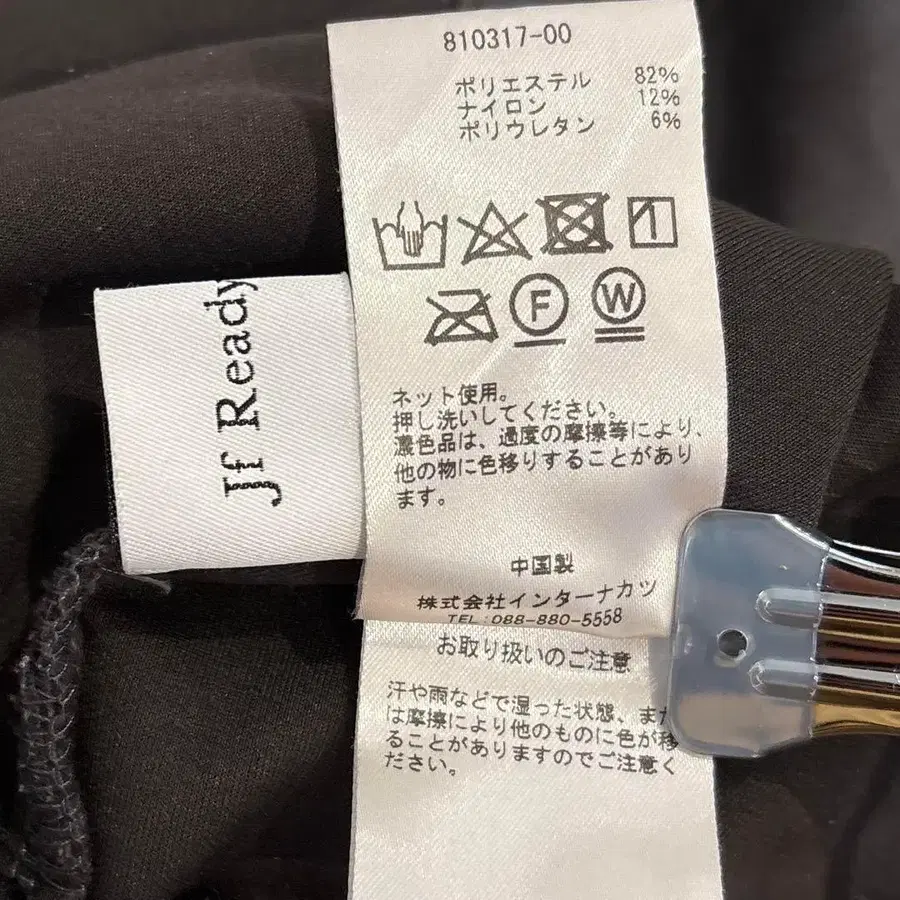 810317-00
ポリエステル 82%
ナイロン 12%
ポリウレタン 6%
F
W
Jf Ready
ネット使用。
押し洗いしてください。
濃色品は、過度の摩擦等により、
他の物に色移りすることがあり
ます。
中国製
株式会社インターナカツ
TEL:088-880-5558
お取り扱いのご注意
汗や雨などで湿った状態、また
は摩擦により他のものに色が移
ることがありますのでご注意く
ださい。